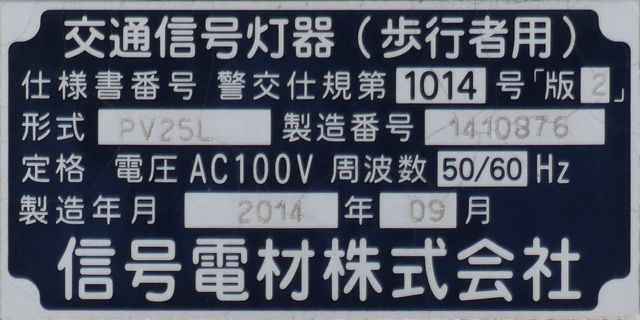 交通信号灯器（歩行者用）
仕様書番号 警交仕規第 1014 号「版2」
形式 PV25L 製造番号 1410876
定格 電圧 AC100V 周波数 50/60 Hz
製造年月 2014 年 09 月
信号電材株式会社